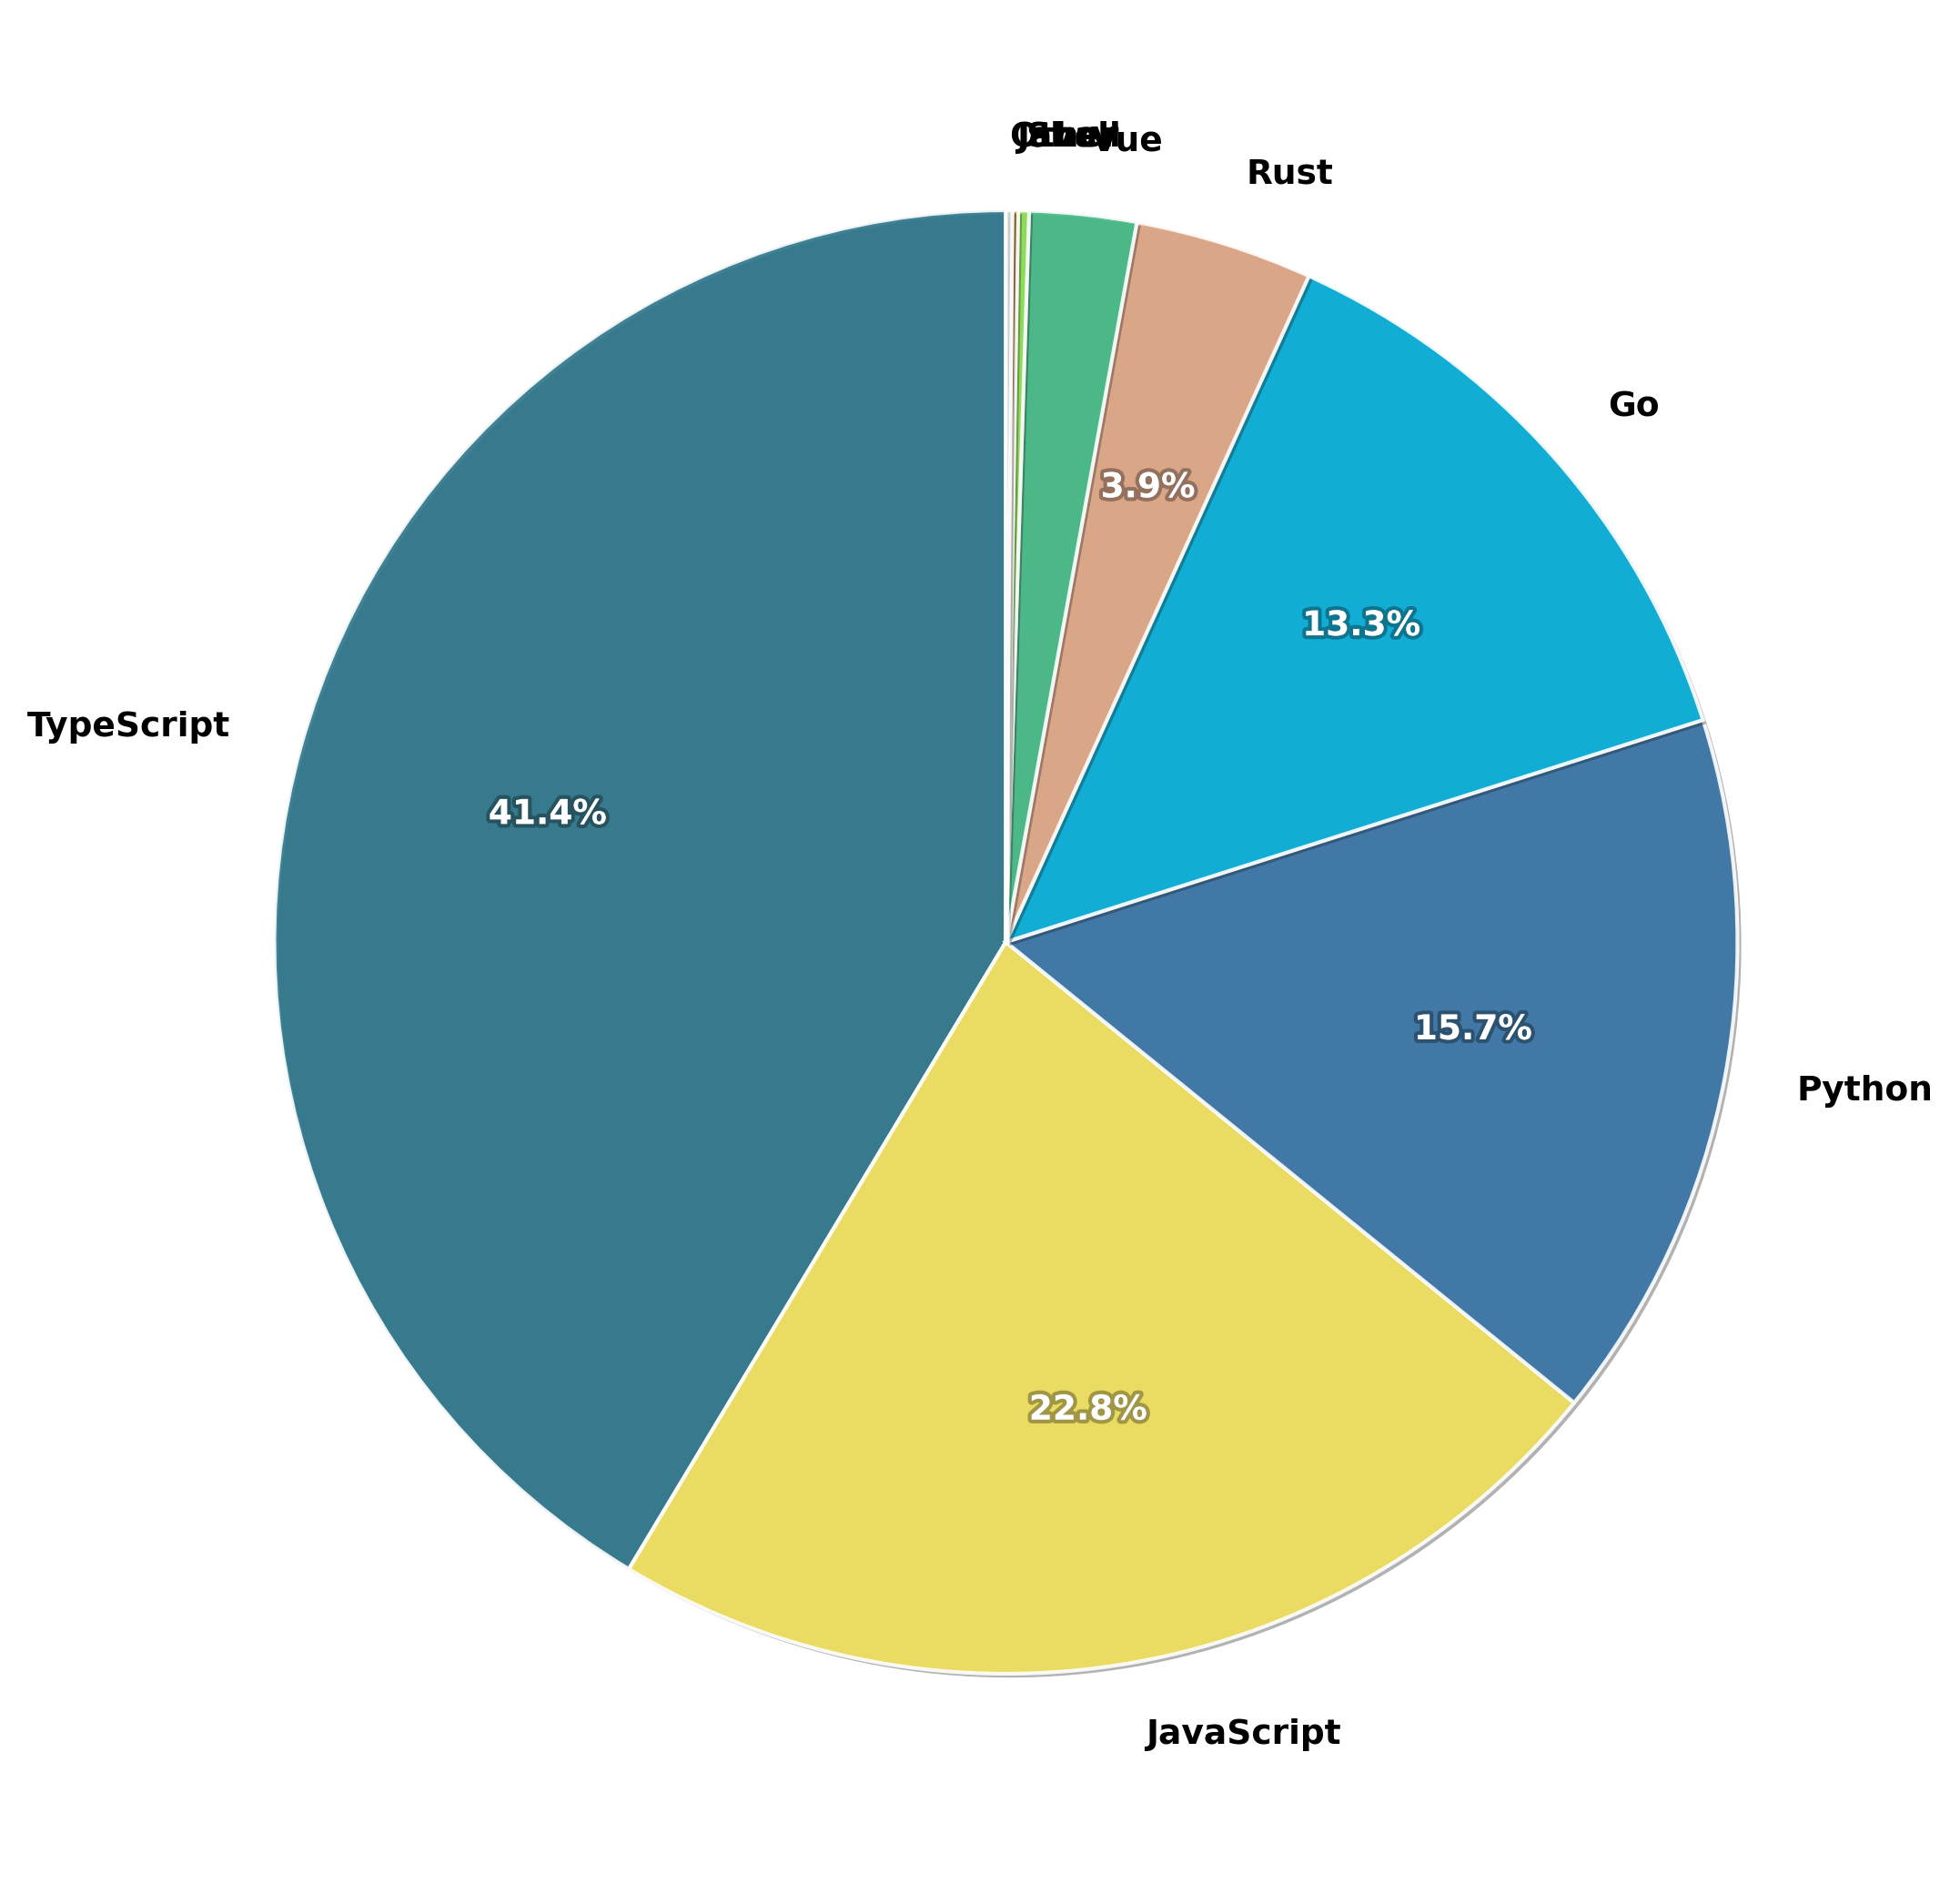 Vue
Rust
Go
3.9%
13.3%
TypeScript
41.4%
15.7%
Python
22.8%
JavaScript